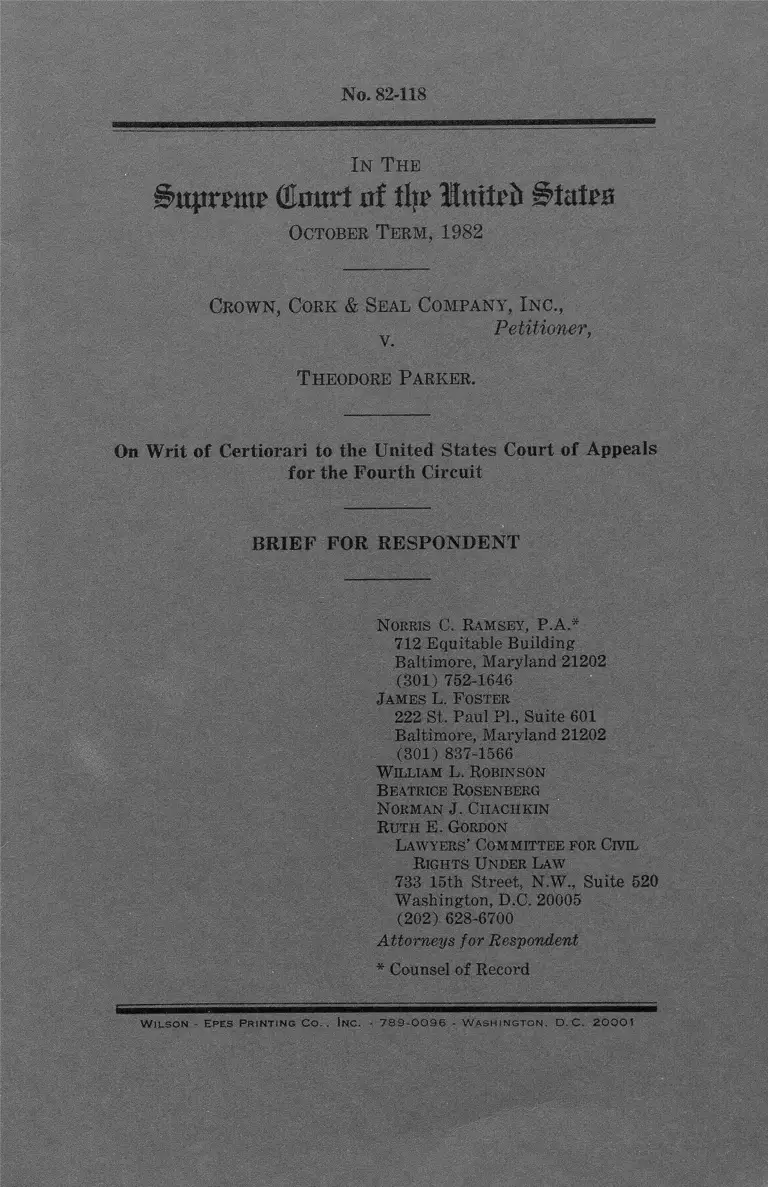 No. 82-118
IN THE
Supreme Court of the United States
OCTOBER TERM, 1982
CROWN, CORK & SEAL COMPANY, INC.,
Petitioner,
v.
THEODORE PARKER.
On Writ of Certiorari to the United States Court of Appeals
for the Fourth Circuit
BRIEF FOR RESPONDENT
NORRIS C. RAMSEY, P.A.*
712 Equitable Building
Baltimore, Maryland 21202
(301) 752-1646
JAMES L. FOSTER
222 St. Paul Pl., Suite 601
Baltimore, Maryland 21202
(301) 837-1566
WILLIAM L. ROBINSON
BEATRICE ROSENBERG
NORMAN J. CHACHKIN
RUTH E. GORDON
LAWYERS' COMMITTEE FOR CIVIL
RIGHTS UNDER LAW
733 15th Street, N.W., Suite 520
Washington, D.C. 20005
(202) 628-6700
Attorneys for Respondent
* Counsel of Record
WILSON - EPES PRINTING CO., INC. - 789-0096 - WASHINGTON, D.C. 20001